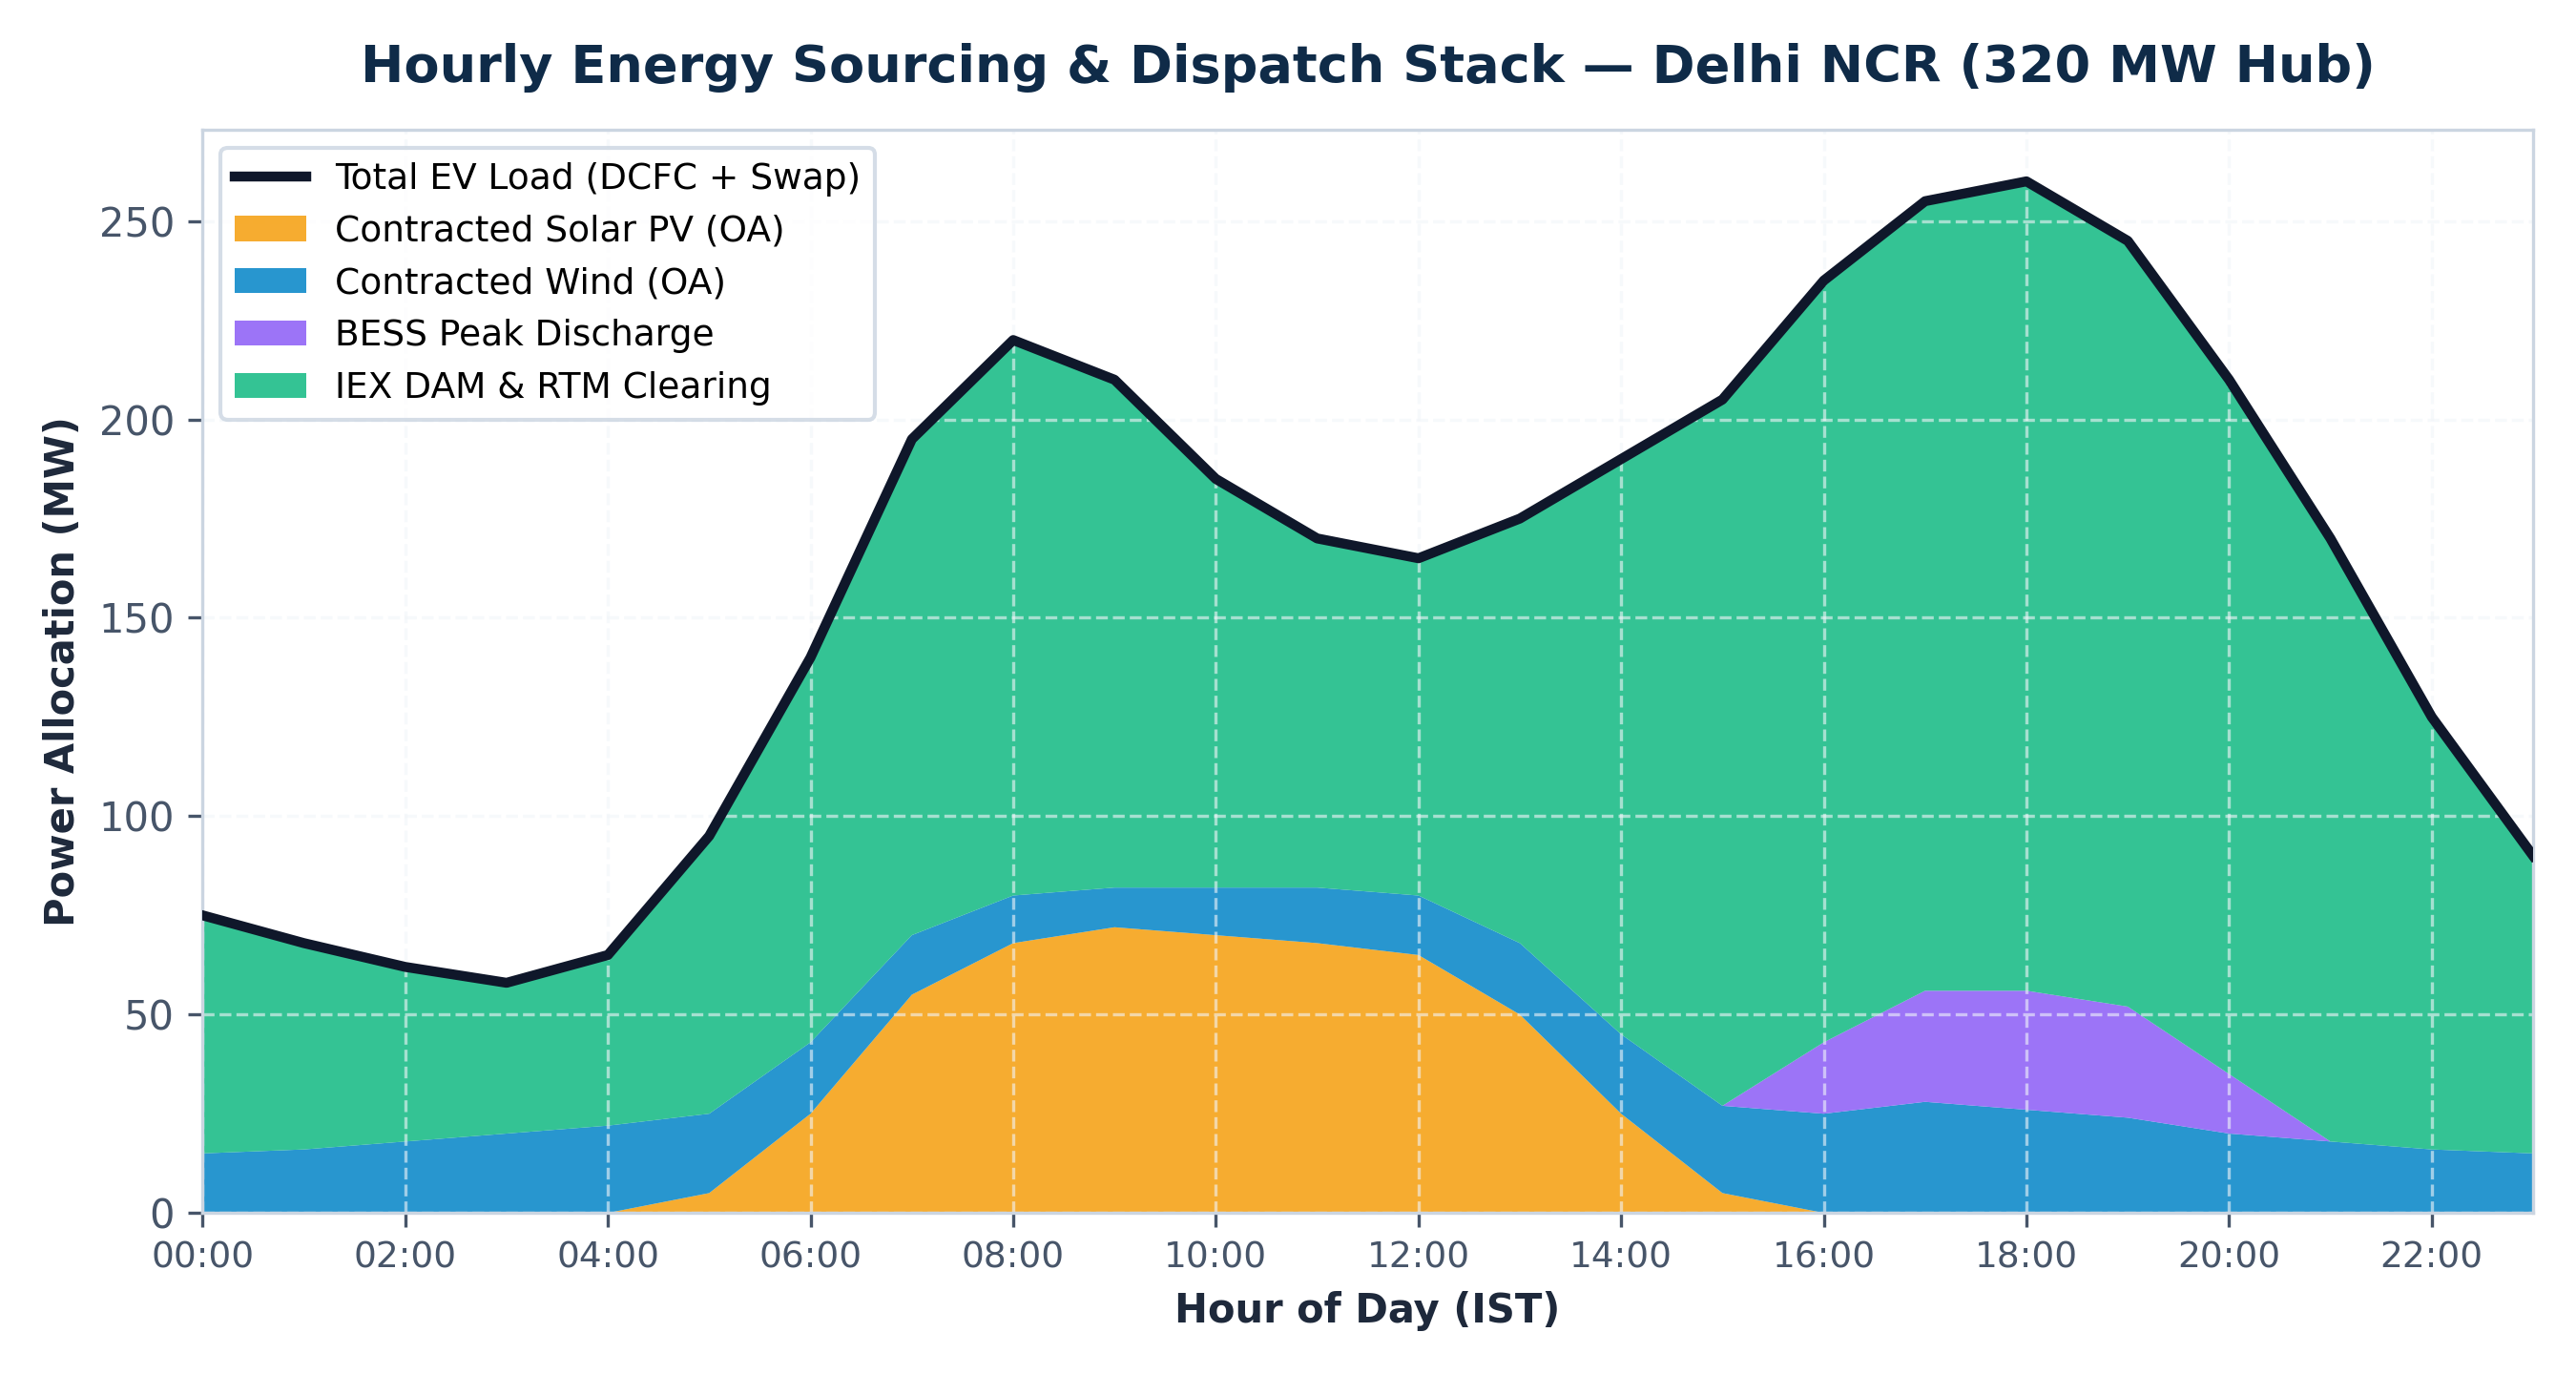 Hourly Energy Sourcing & Dispatch Stack — Delhi NCR (320 MW Hub)
Total EV Load (DCFC + Swap)
Contracted Solar PV (OA)
Contracted Wind (OA)
BESS Peak Discharge
IEX DAM & RTM Clearing
Power Allocation (MW)
250
200
150
100
50
0
00:00 02:00 04:00 06:00 08:00 10:00 12:00 14:00 16:00 18:00 20:00 22:00
Hour of Day (IST)